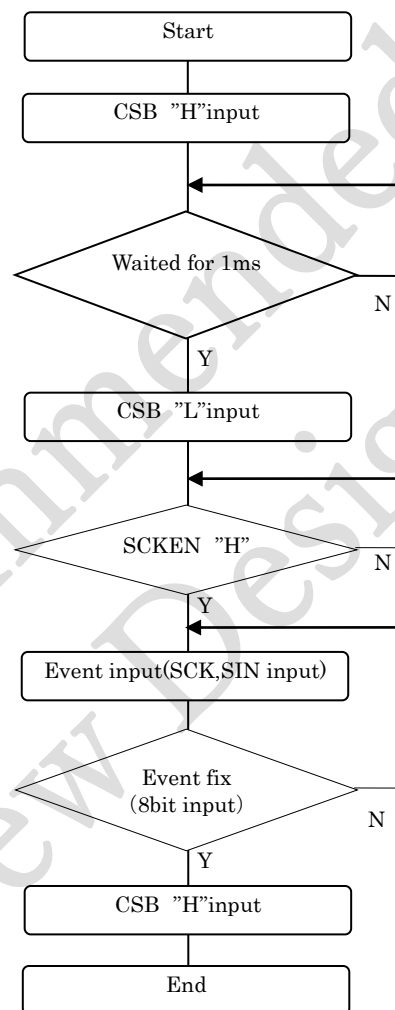 Start
CSB ”H”input
Waited for 1ms
N
Y
CSB ”L”input
SCKEN ”H”
N
Y
Event input(SCK,SIN input)
Event fix
(8bit input)
N
Y
CSB ”H”input
End